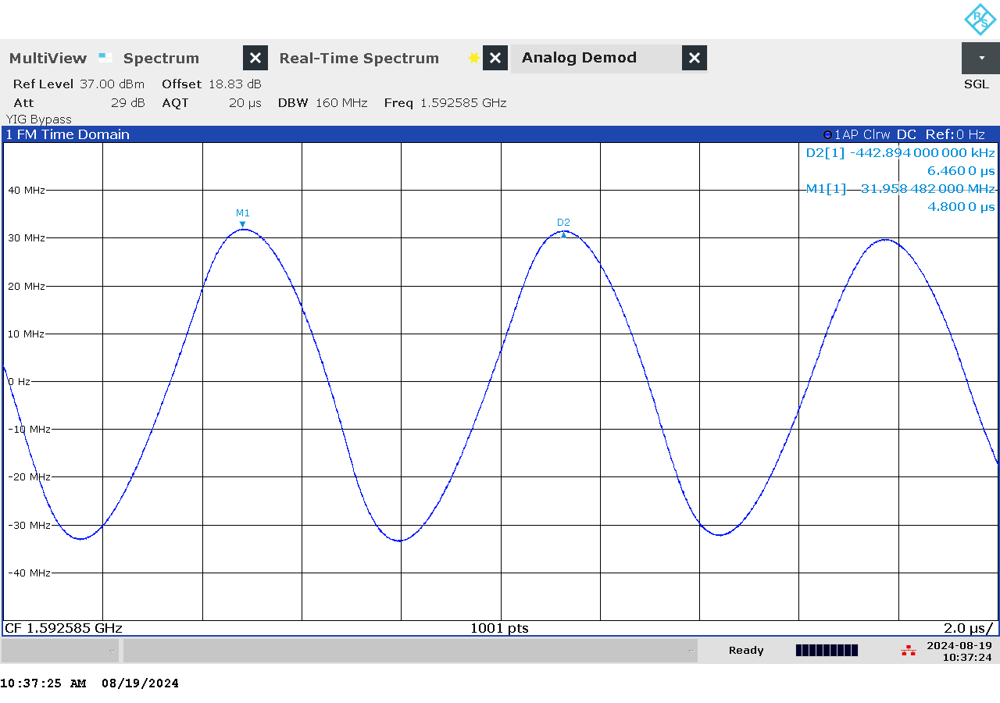 R&S
MultiView Spectrum Real-Time Spectrum Analog Demod
Ref Level 37.00 dBm Offset 18.83 dB SGL
Att 29 dB AQT 20 µs DBW 160 MHz Freq 1.592585 GHz
YIG Bypass
1 FM Time Domain 1AP Clrw DC Ref:0 Hz
D2[1] -442.894 000 000 kHz
6.460 0 µs
M1[1] 31.958 482 000 MHz
4.800 0 µs
40 MHz
M1
D2
30 MHz
20 MHz
10 MHz
0 Hz
-10 MHz
-20 MHz
-30 MHz
-40 MHz
CF 1.592585 GHz 1001 pts 2.0 µs/
Ready 2024-08-19
10:37:24
10:37:25 AM 08/19/2024